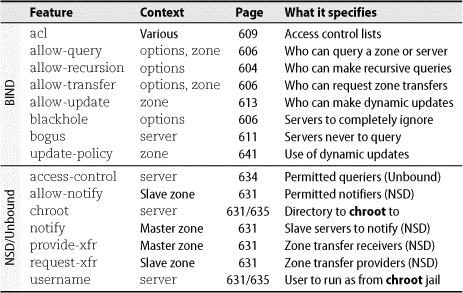 Feature Context Page What it specifies
BIND
acl Various 609 Access control lists
allow-query options, zone 606 Who can query a zone or server
allow-recursion options 604 Who can make recursive queries
allow-transfer options, zone 606 Who can request zone transfers
allow-update zone 613 Who can make dynamic updates
blackhole options 606 Servers to completely ignore
bogus server 611 Servers never to query
update-policy zone 641 Use of dynamic updates
NSD/Unbound
access-control server 634 Permitted queriers (Unbound)
allow-notify Slave zone 631 Permitted notifiers (NSD)
chroot server 631/635 Directory to chroot to
notify Master zone 631 Slave servers to notify (NSD)
provide-xfr Master zone 631 Zone transfer receivers (NSD)
request-xfr Slave zone 631 Zone transfer providers (NSD)
username server 631/635 User to run as from chroot jail